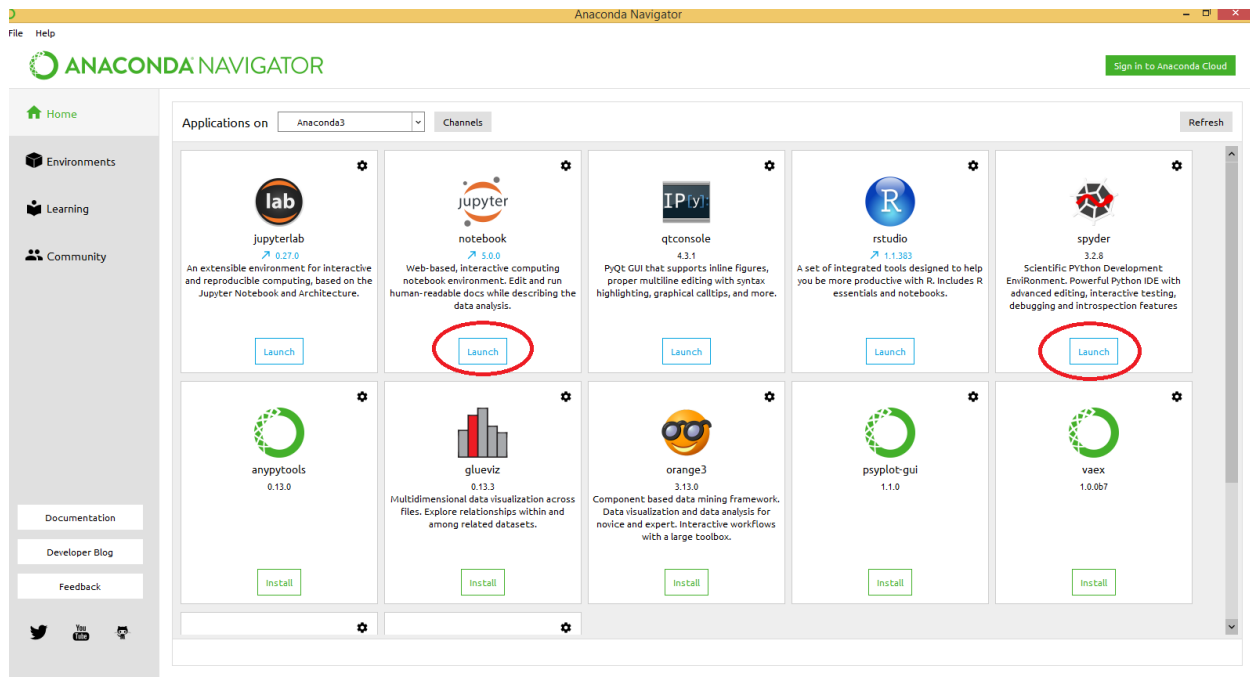 Anaconda Navigator
File Help
ANACONDA NAVIGATOR
Sign in to Anaconda Cloud
Home
Environments
Learning
Community
Documentation
Developer Blog
Feedback
You
Tube
Applications on Anaconda3 Channels Refresh
lab
jupyterlab
0.27.0
An extensible environment for interactive
and reproducible computing, based on the
Jupyter Notebook and Architecture.
Launch
jupyter
notebook
5.0.0
Web-based, interactive computing
notebook environment. Edit and run
human-readable docs while describing the
data analysis.
Launch
IP[y]:
qtconsole
4.3.1
PyQt GUI that supports inline figures,
proper multiline editing with syntax
highlighting, graphical calltips, and more.
Launch
R
rstudio
1.1.383
A set of integrated tools designed to help
you be more productive with R. Includes R
essentials and notebooks.
Launch
spyder
3.2.8
Scientific PYthon Development
EnviRonment. Powerful Python IDE with
advanced editing, interactive testing,
debugging and introspection features
Launch
anypytools
0.13.0
Install
glueviz
0.13.3
Multidimensional data visualization across
files. Explore relationships within and
among related datasets.
Install
orange3
3.13.0
Component based data mining framework.
Data visualization and data analysis for
novice and expert. Interactive workflows
with a large toolbox.
Install
psyplot-gui
1.1.0
Install
vaex
1.0.0b7
Install